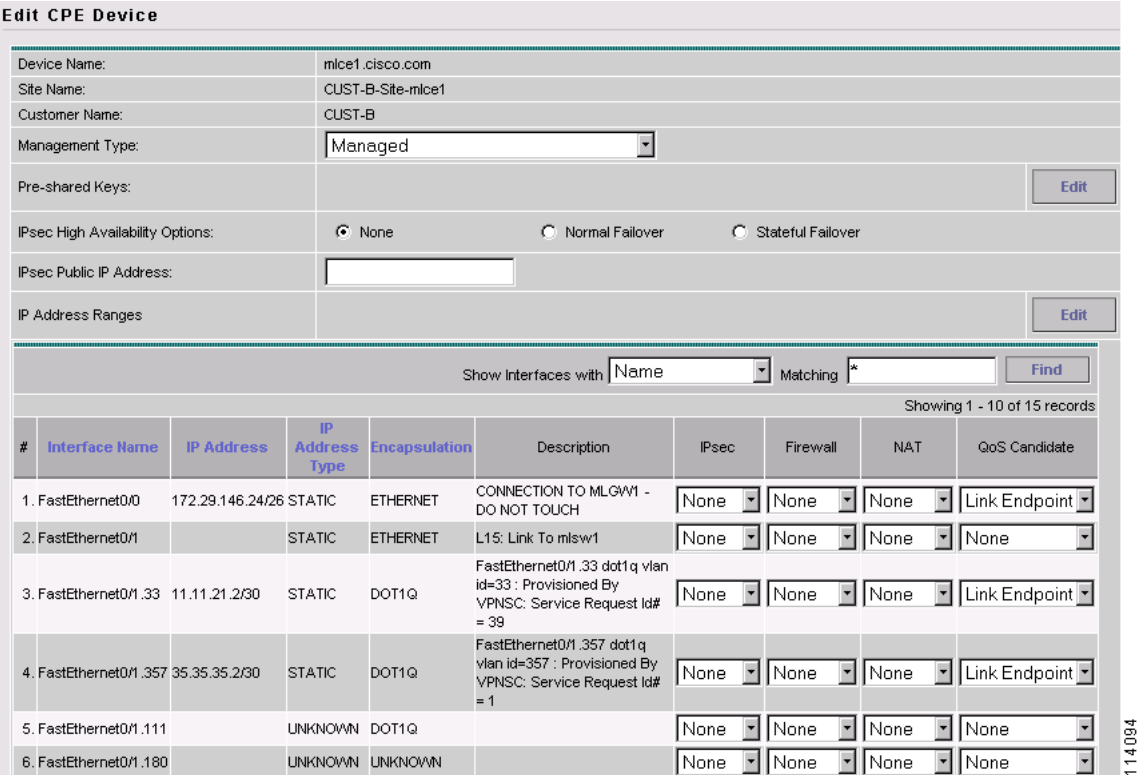 Edit CPE Device
Device Name: mlce1.cisco.com
Site Name: CUST-B-Site-mlce1
Customer Name: CUST-B
Management Type: Managed
Pre-shared Keys: Edit
IPsec High Availability Options: None Normal Failover Stateful Failover
IPsec Public IP Address:
IP Address Ranges Edit
Show Interfaces with Name Matching * Find
Showing 1 - 10 of 15 records
# Interface Name IP Address IP Address Type Encapsulation Description IPsec Firewall NAT QoS Candidate
1. FastEthernet0/0 172.29.146.24/26 STATIC ETHERNET CONNECTION TO MLGW1 - DO NOT TOUCH None None None Link Endpoint
2. FastEthernet0/1 STATIC ETHERNET L15: Link To mlsw1 None None None None
3. FastEthernet0/1.33 11.11.21.2/30 STATIC DOT1Q FastEthernet0/1.33 dot1q vlan id=33 : Provisioned By VPNSC: Service Request Id# = 39 None None None Link Endpoint
4. FastEthernet0/1.357 35.35.35.2/30 STATIC DOT1Q FastEthernet0/1.357 dot1q vlan id=357 : Provisioned By VPNSC: Service Request Id# = 1 None None None Link Endpoint
5. FastEthernet0/1.111 UNKNOWN DOT1Q None None None None
6. FastEthernet0/1.180 UNKNOWN UNKNOWN None None None None
114094